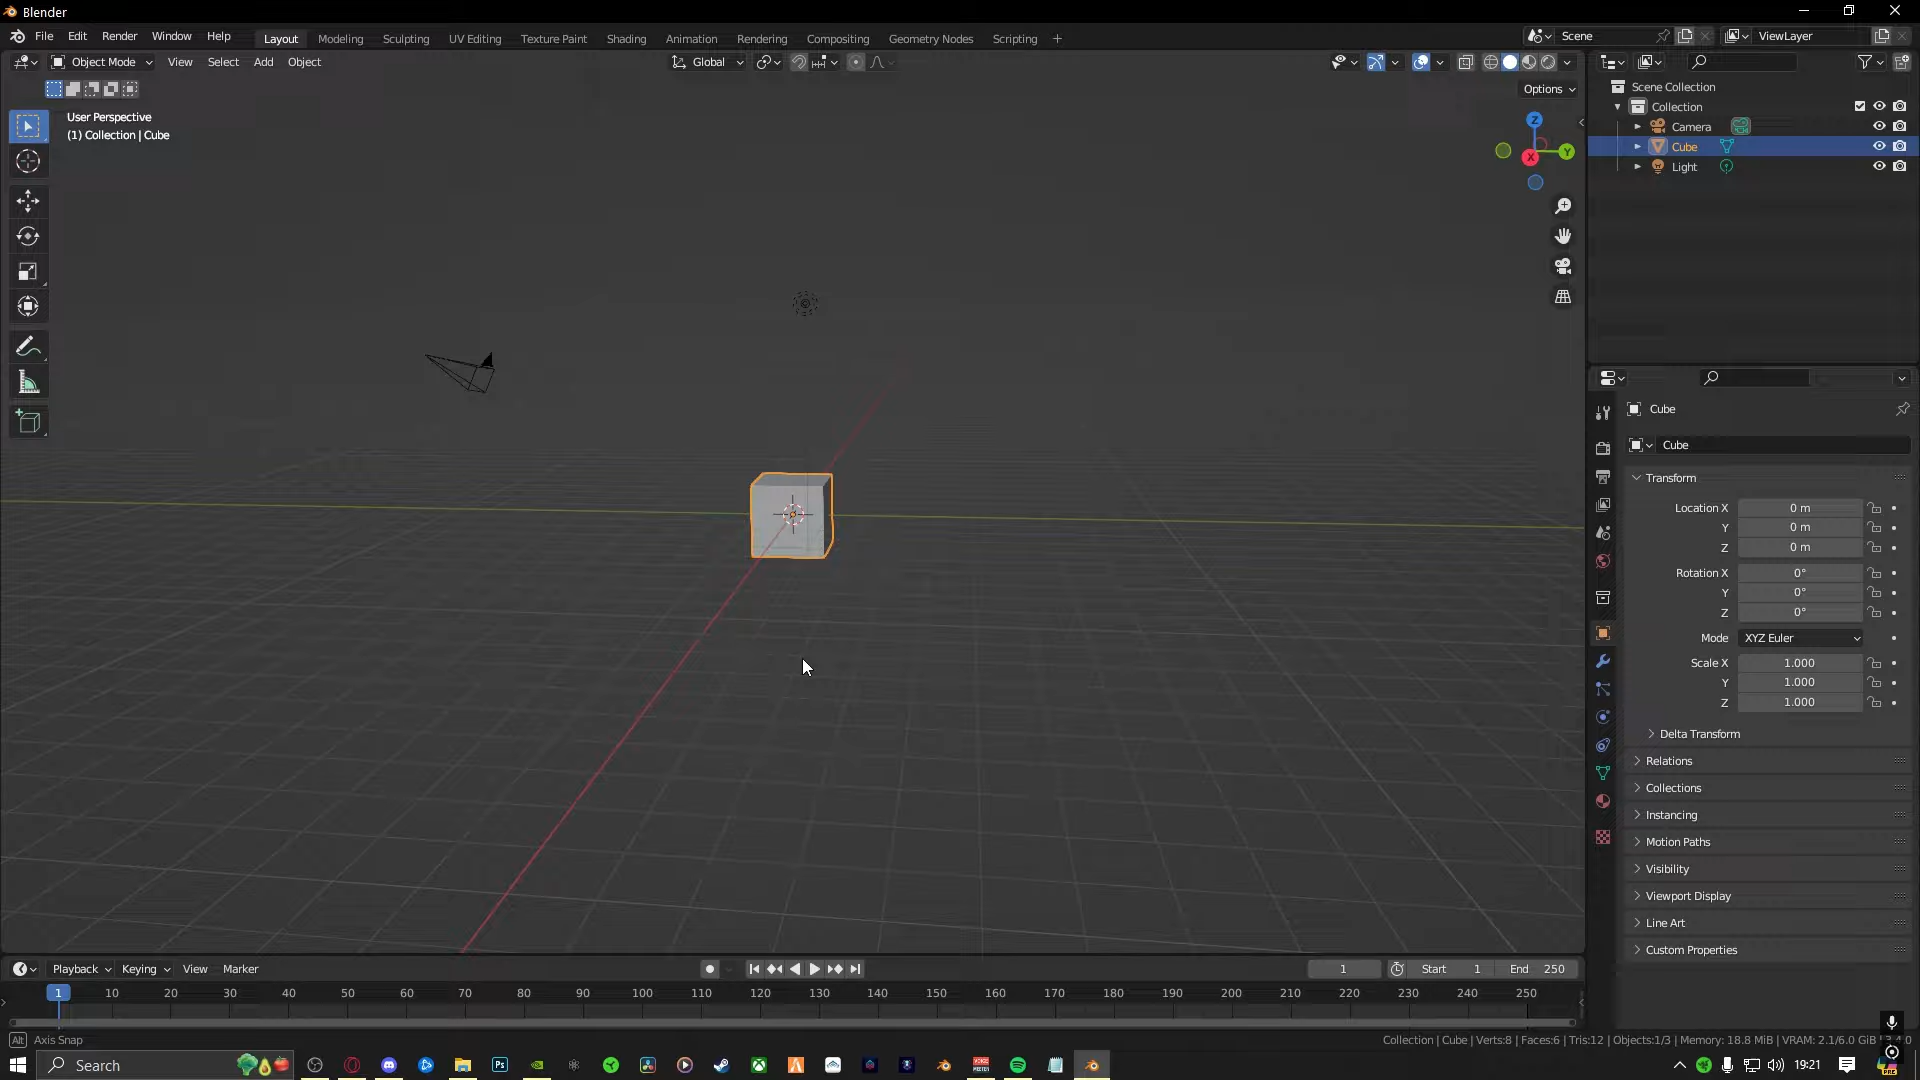 Blender
File Edit Render Window Help
Layout Modeling Sculpting UV Editing Texture Paint Shading Animation Rendering Compositing Geometry Nodes Scripting +
Scene
ViewLayer
Object Mode View Select Add Object
Global
Options
User Perspective
(1) Collection | Cube
Z
Y
X
Scene Collection
Collection
Camera
Cube
Light
Cube
Cube
Transform
Location X 0 m
Y 0 m
Z 0 m
Rotation X 0°
Y 0°
Z 0°
Mode XYZ Euler
Scale X 1.000
Y 1.000
Z 1.000
Delta Transform
Relations
Collections
Instancing
Motion Paths
Visibility
Viewport Display
Line Art
Custom Properties
Playback Keying View Marker
1 Start 1 End 250
1 10 20 30 40 50 60 70 80 90 100 110 120 130 140 150 160 170 180 190 200 210 220 230 240 250
Alt Axis Snap
Collection | Cube | Verts:8 | Faces:6 | Tris:12 | Objects:1/3 | Memory: 18.8 MiB | VRAM: 2.1/6.0 GiB
Search
19:21